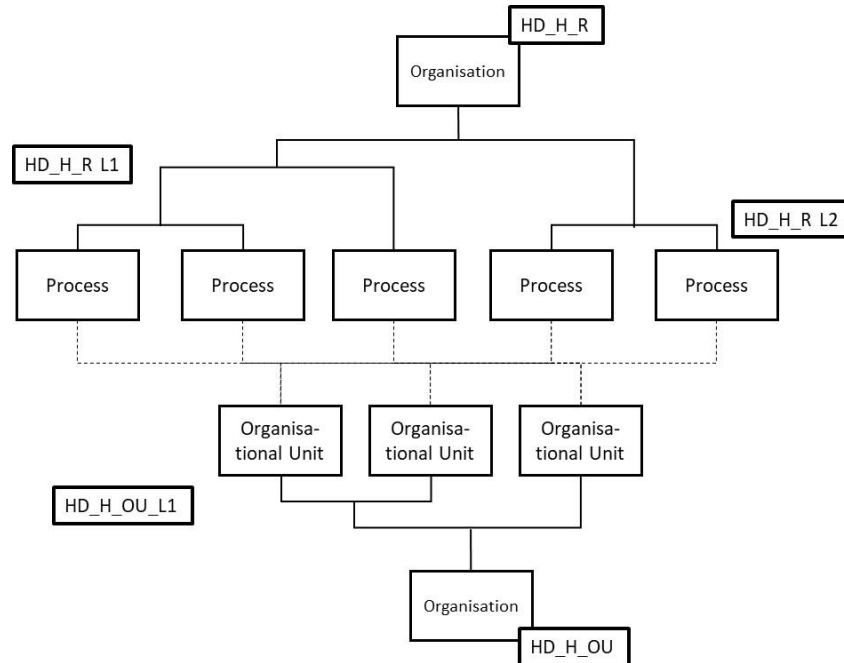 HD_H_R
Organisation
HD_H_R L1
HD_H_R L2
Process
Process
Process
Process
Process
Organisa-
tional Unit
Organisa-
tional Unit
Organisa-
tional Unit
HD_H_OU_L1
Organisation
HD_H_OU